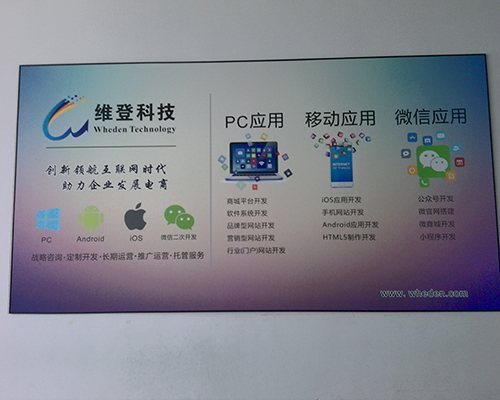 维登科技
Wheden Technology
创新领航互联网时代
助力企业发展电商
PC
Android
iOS
微信二次开发
战略咨询·定制开发·长期运营·推广运营·托管服务
PC应用
商城平台开发
软件系统开发
品牌型网站开发
营销型网站开发
行业(门户)网站开发
移动应用
iOS应用开发
手机网站开发
Android应用开发
HTML5制作开发
微信应用
公众号开发
微官网搭建
微商城开发
小程序开发
www.wheden.com